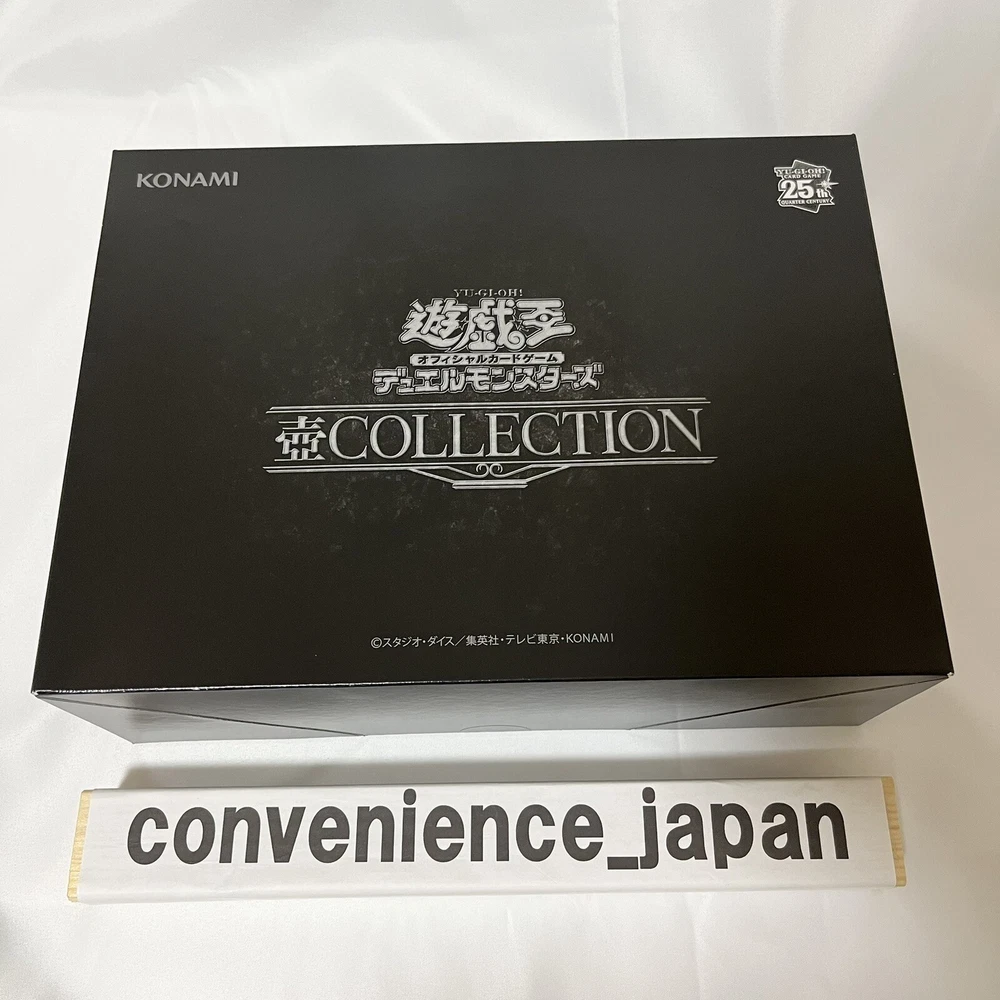 KONAMI
YU-GI-OH!
CARD GAME
25th
QUARTER CENTURY
YU-GI-OH!
遊戯王
オフィシャルカードゲーム
デュエルモンスターズ
壺COLLECTION
©スタジオ・ダイス／集英社・テレビ東京・KONAMI
convenience_japan